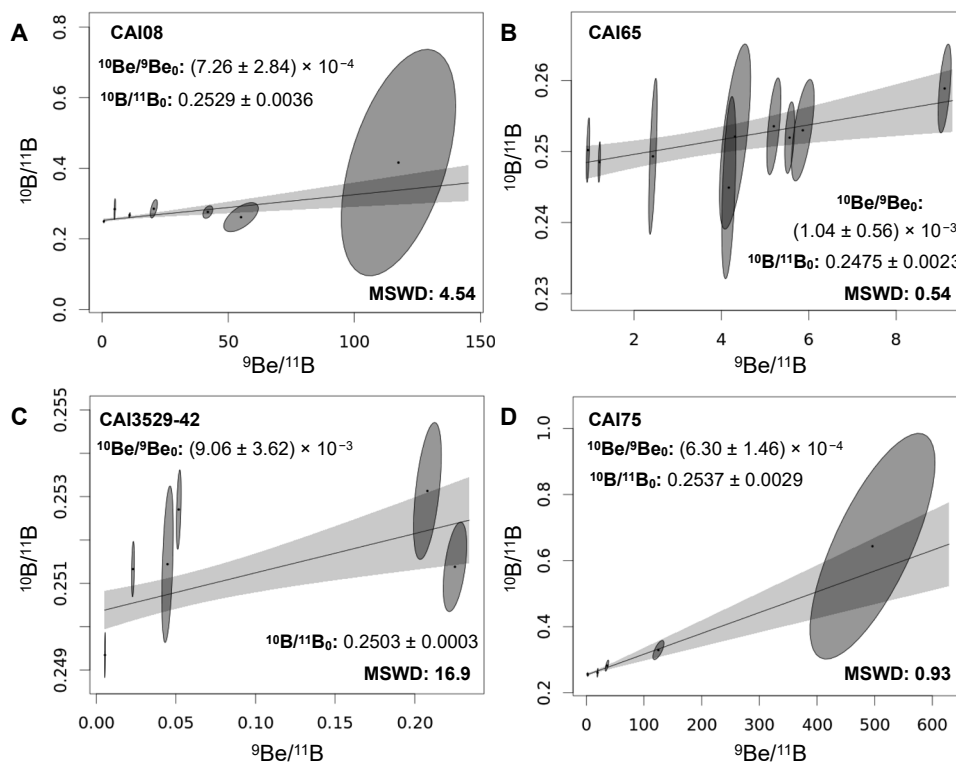 A
CAI08
¹⁰Be/⁹Be₀: (7.26 ± 2.84) × 10⁻⁴
¹⁰B/¹¹B₀: 0.2529 ± 0.0036
MSWD: 4.54
¹⁰B/¹¹B
0.8
0.6
0.4
0.2
0.0
0
50
100
150
⁹Be/¹¹B
B
CAI65
¹⁰Be/⁹Be₀:
(1.04 ± 0.56) × 10⁻³
¹⁰B/¹¹B₀: 0.2475 ± 0.0023
MSWD: 0.54
¹⁰B/¹¹B
0.26
0.25
0.24
0.23
2
4
6
8
⁹Be/¹¹B
C
CAI3529-42
¹⁰Be/⁹Be₀: (9.06 ± 3.62) × 10⁻³
¹⁰B/¹¹B₀: 0.2503 ± 0.0003
MSWD: 16.9
¹⁰B/¹¹B
0.255
0.253
0.251
0.249
0.00
0.05
0.10
0.15
0.20
⁹Be/¹¹B
D
CAI75
¹⁰Be/⁹Be₀: (6.30 ± 1.46) × 10⁻⁴
¹⁰B/¹¹B₀: 0.2537 ± 0.0029
MSWD: 0.93
¹⁰B/¹¹B
1.0
0.8
0.6
0.4
0.2
0
100
200
300
400
500
600
⁹Be/¹¹B